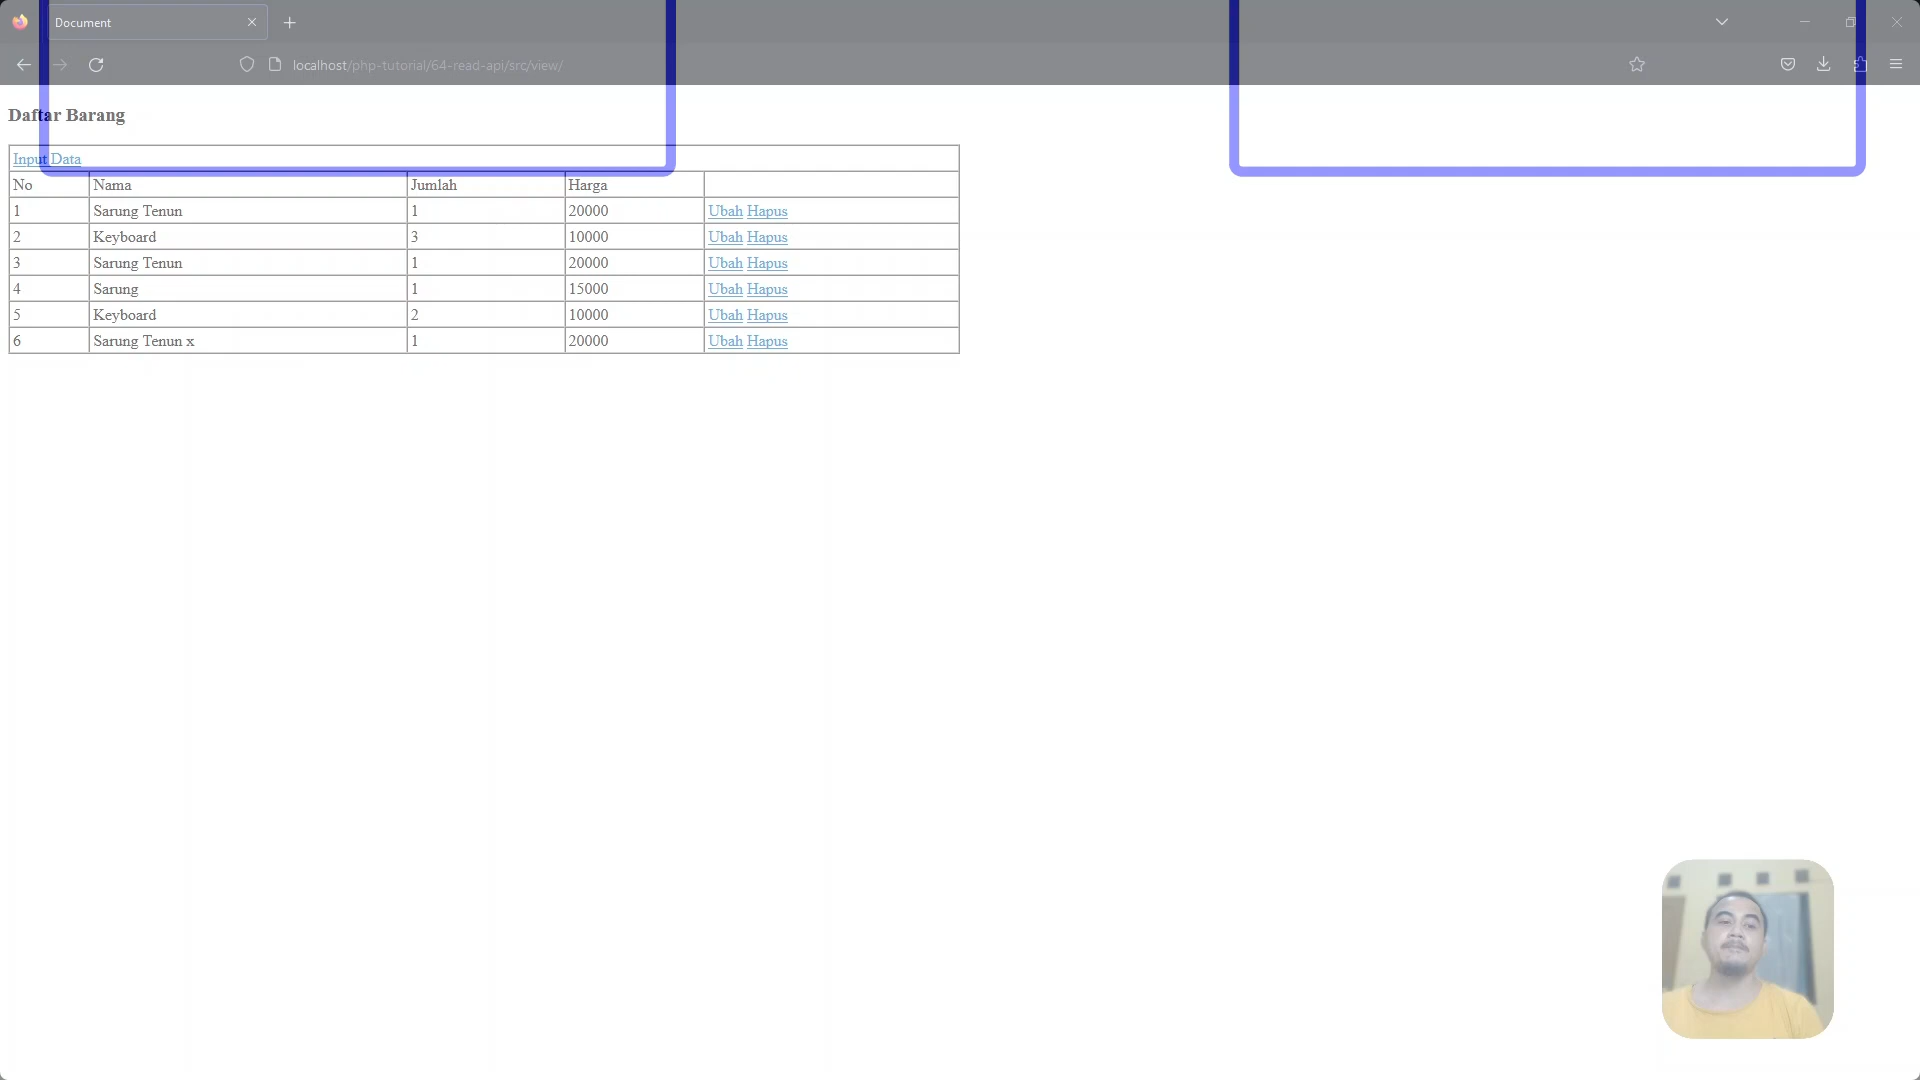 Document
localhost/php-tutorial/64-read-api/src/view/
Daftar Barang
Input Data
No Nama Jumlah Harga
1 Sarung Tenun 1 20000 Ubah Hapus
2 Keyboard 3 10000 Ubah Hapus
3 Sarung Tenun 1 20000 Ubah Hapus
4 Sarung 1 15000 Ubah Hapus
5 Keyboard 2 10000 Ubah Hapus
6 Sarung Tenun x 1 20000 Ubah Hapus